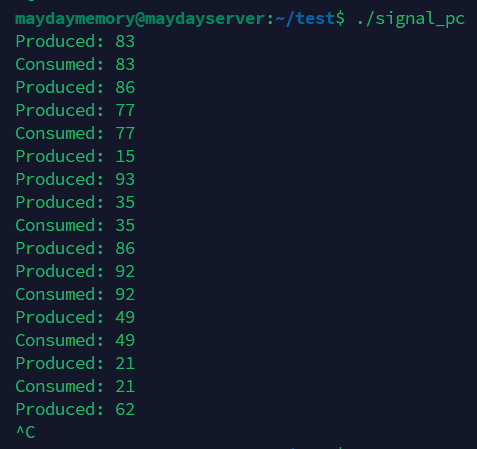 maydaymemory@maydayserver:~/test$ ./signal_pc
Produced: 83
Consumed: 83
Produced: 86
Produced: 77
Consumed: 77
Produced: 15
Produced: 93
Produced: 35
Consumed: 35
Produced: 86
Produced: 92
Consumed: 92
Produced: 49
Consumed: 49
Produced: 21
Consumed: 21
Produced: 62
^C